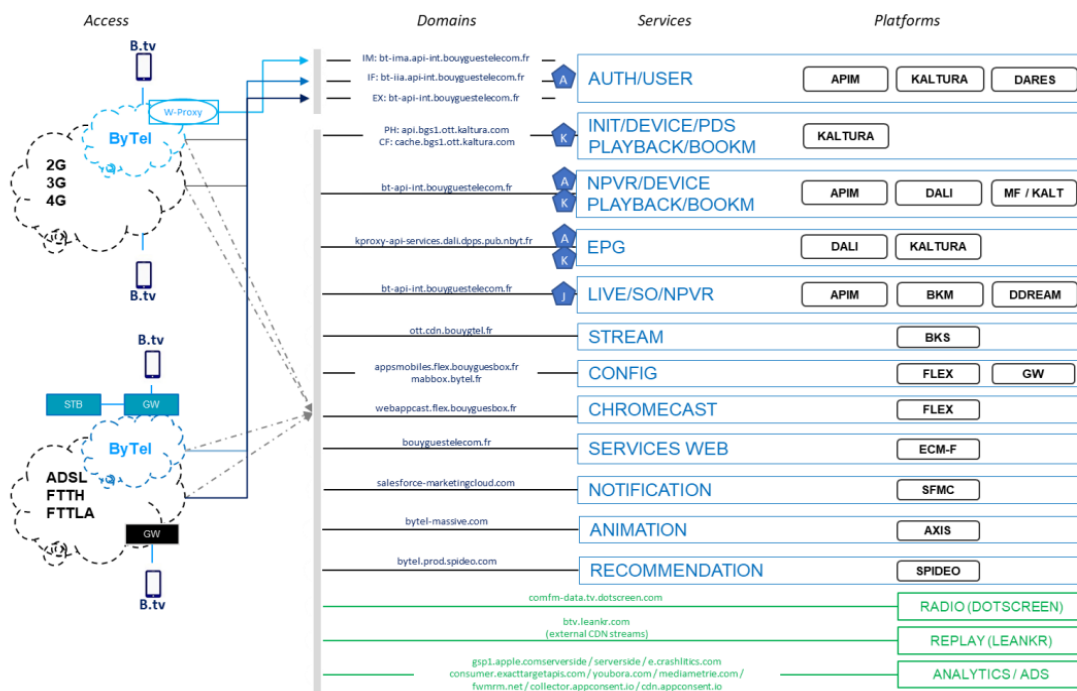 Access
Domains
Services
Platforms
B.tv
W-Proxy
ByTel
2G
3G
4G
B.tv
B.tv
STB
GW
ByTel
ADSL
FTTH
FTTLA
GW
B.tv
IM: bt-ima.api-int.bouyguestelecom.fr
IF: bt-iia.api-int.bouyguestelecom.fr
EX: bt-api-int.bouyguestelecom.fr
A
AUTH/USER
APIM
KALTURA
DARES
PH: api.bgs1.ott.kaltura.com
CF: cache.bgs1.ott.kaltura.com
K
INIT/DEVICE/PDS
PLAYBACK/BOOKM
KALTURA
bt-api-int.bouyguestelecom.fr
A
K
NPVR/DEVICE
PLAYBACK/BOOKM
APIM
DALI
MF / KALT
kproxy-api-services.dali.dpps.pub.nbyt.fr
A
K
EPG
DALI
KALTURA
bt-api-int.bouyguestelecom.fr
J
LIVE/SO/NPVR
APIM
BKM
DDREAM
ott.cdn.bouygtel.fr
STREAM
BKS
appsmobiles.flex.bouyguesbox.fr
mabbox.bytel.fr
CONFIG
FLEX
GW
webappcast.flex.bouyguesbox.fr
CHROMECAST
FLEX
bouyguestelecom.fr
SERVICES WEB
ECM-F
salesforce-marketingcloud.com
NOTIFICATION
SFMC
bytel-massive.com
ANIMATION
AXIS
bytel.prod.spideo.com
RECOMMENDATION
SPIDEO
comfm-data.tv.dotscreen.com
RADIO (DOTSCREEN)
btv.leankr.com
(external CDN streams)
REPLAY (LEANKR)
gsp1.apple.comserverside / serverside / e.crashlitics.com
consumer.exacttargetapis.com / youbora.com / mediametrie.com /
fwmrm.net / collector.appconsent.io / cdn.appconsent.io
ANALYTICS / ADS